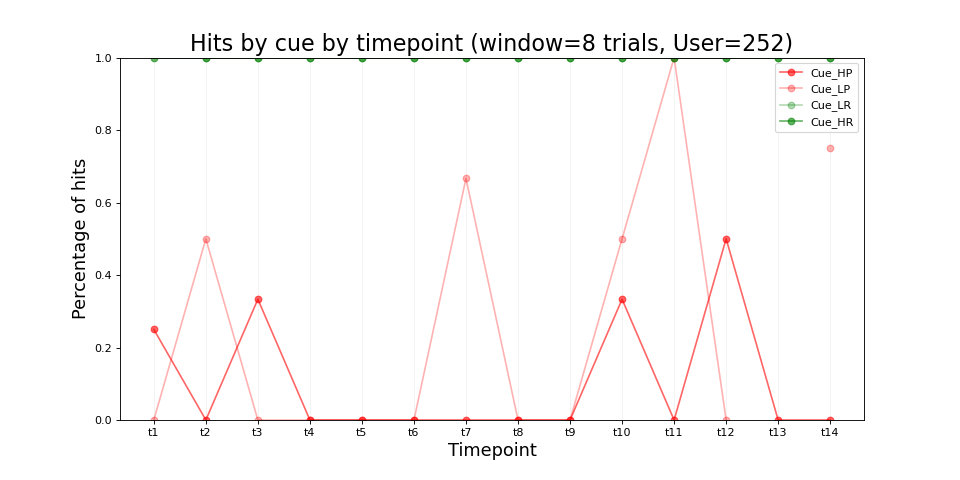 Hits by cue by timepoint (window=8 trials, User=252)
Percentage of hits
1.0
0.8
0.6
0.4
0.2
0.0
Cue_HP
Cue_LP
Cue_LR
Cue_HR
t1 t2 t3 t4 t5 t6 t7 t8 t9 t10 t11 t12 t13 t14
Timepoint